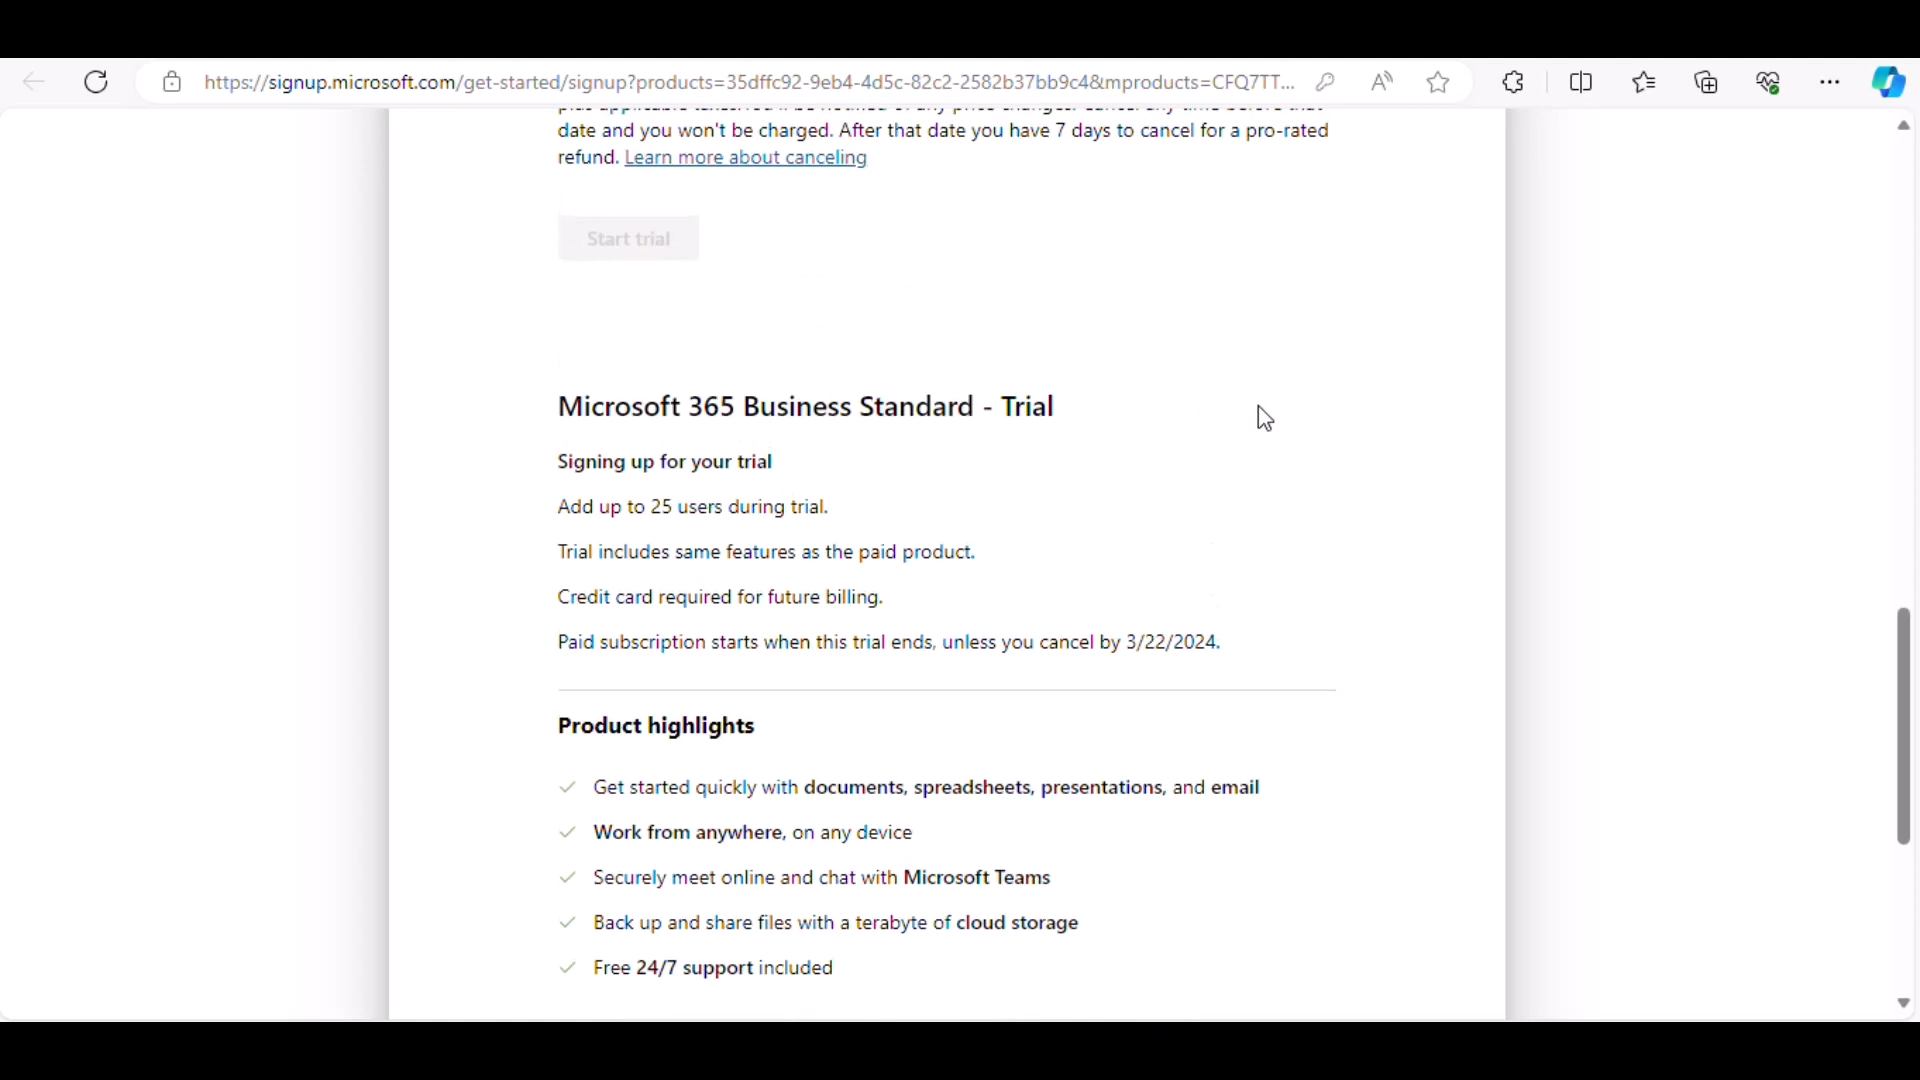 https://signup.microsoft.com/get-started/signup?products=35dffc92-9eb4-4d5c-82c2-2582b37bb9c4&mproducts=CFQ7TT...
date and you won't be charged. After that date you have 7 days to cancel for a pro-rated
refund. Learn more about canceling
Start trial
Microsoft 365 Business Standard - Trial
Signing up for your trial
Add up to 25 users during trial.
Trial includes same features as the paid product.
Credit card required for future billing.
Paid subscription starts when this trial ends, unless you cancel by 3/22/2024.
Product highlights
Get started quickly with documents, spreadsheets, presentations, and email
Work from anywhere, on any device
Securely meet online and chat with Microsoft Teams
Back up and share files with a terabyte of cloud storage
Free 24/7 support included